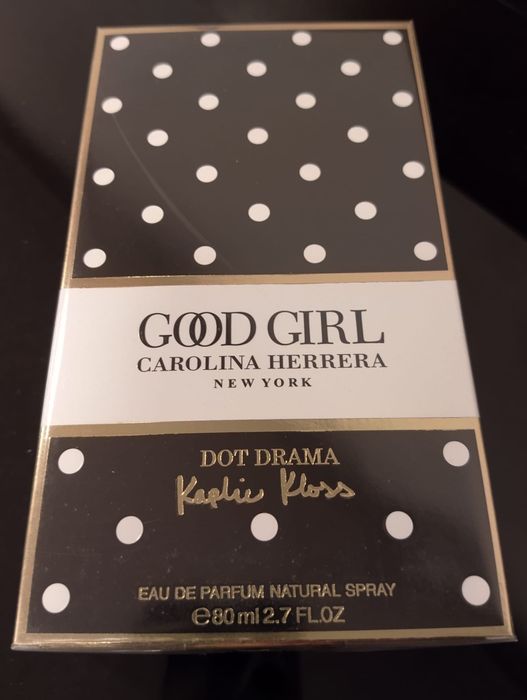 GOOD GIRL
CAROLINA HERRERA
NEW YORK
DOT DRAMA
Karlie Kloss
EAU DE PARFUM NATURAL SPRAY
℮80 ml 2.7 FL.OZ